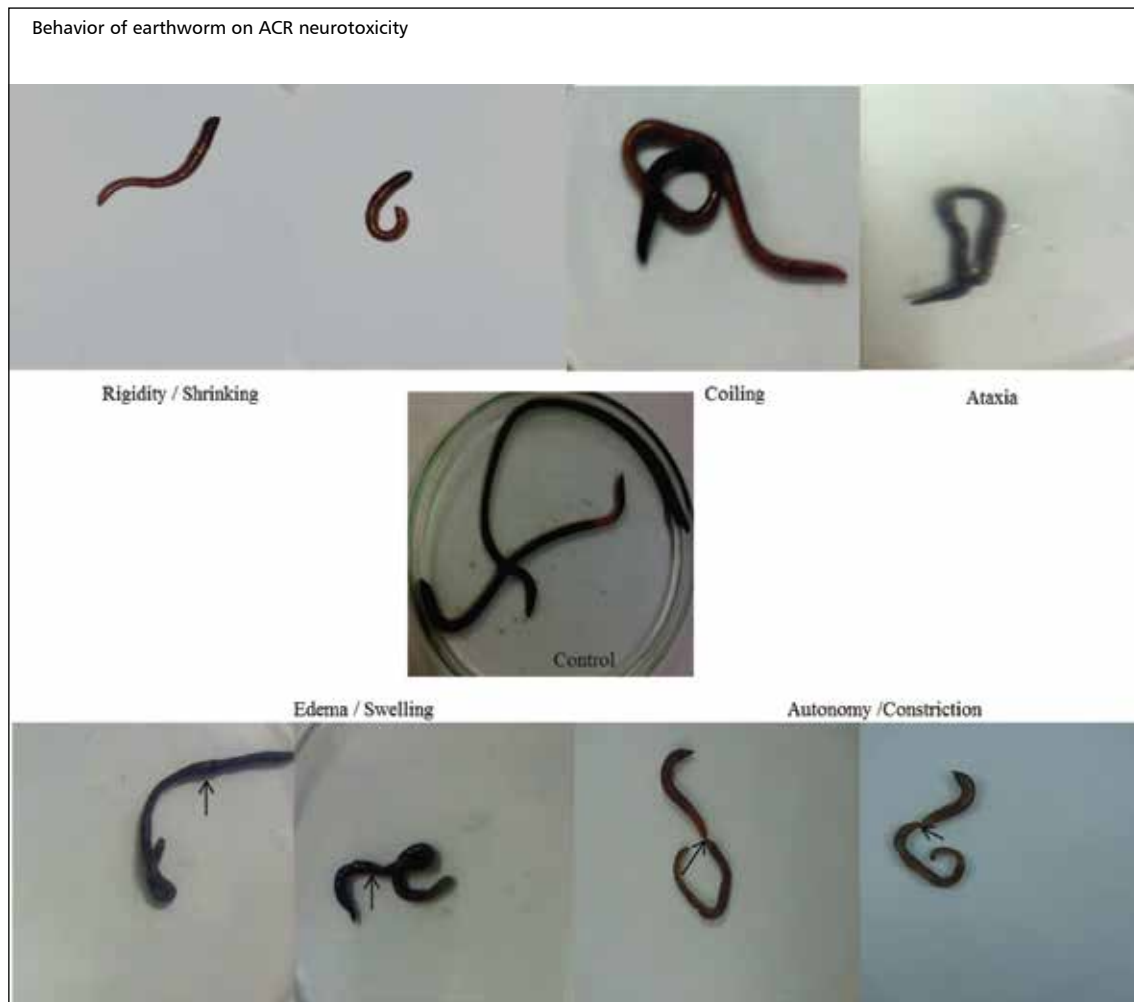 Behavior of earthworm on ACR neurotoxicity
Rigidity / Shrinking
Coiling
Ataxia
Control
Edema / Swelling
Autonomy /Constriction